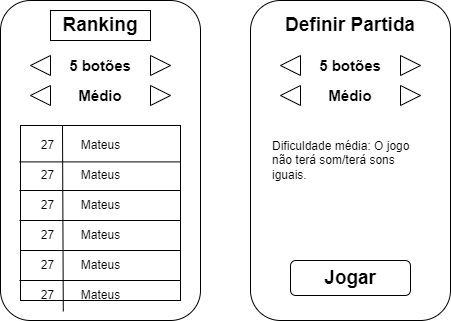 Ranking
5 botões
Médio
27 Mateus
27 Mateus
27 Mateus
27 Mateus
27 Mateus
27 Mateus
Definir Partida
5 botões
Médio
Dificuldade média: O jogo
não terá som/terá sons
iguais.
Jogar